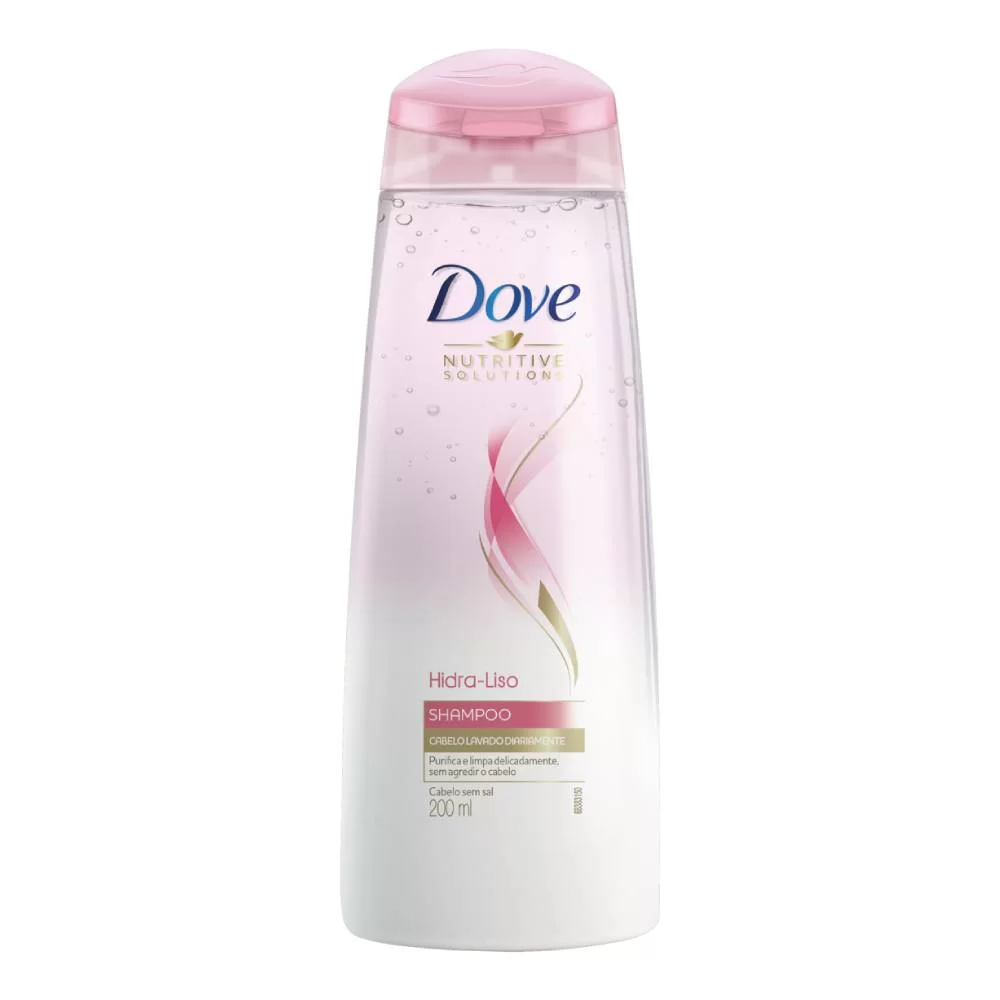 Dove
NUTRITIVE
SOLUTIONS
Hidra-Liso
SHAMPOO
CABELO LAVADO DIARIAMENTE
Purifica e limpa delicadamente,
sem agredir o cabelo
Cabelo sem sal
200 ml